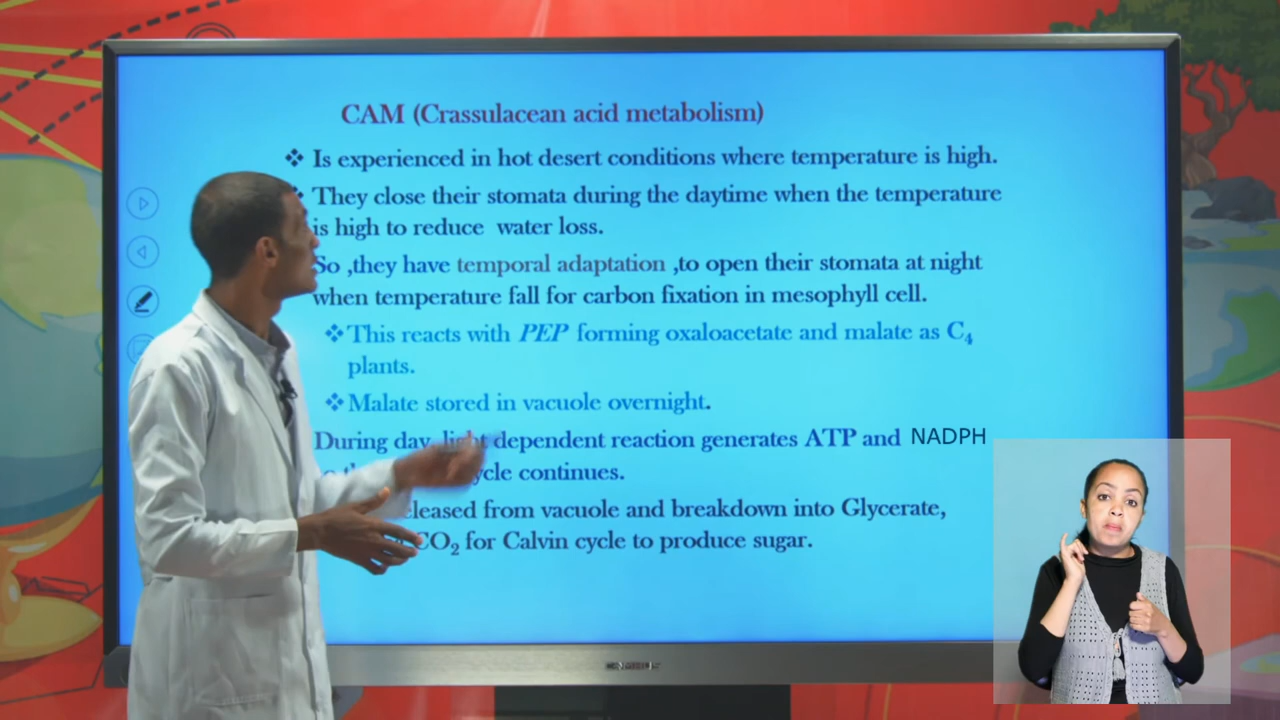 CAM (Crassulacean acid metabolism)
❖ Is experienced in hot desert conditions where temperature is high.
They close their stomata during the daytime when the temperature
is high to reduce water loss.
So ,they have temporal adaptation ,to open their stomata at night
when temperature fall for carbon fixation in mesophyll cell.
❖ This reacts with PEP forming oxaloacetate and malate as C₄
plants.
❖ Malate stored in vacuole overnight.
During day, light dependent reaction generates ATP and NADPH
continues.
from vacuole and breakdown into Glycerate,
CO₂ for Calvin cycle to produce sugar.